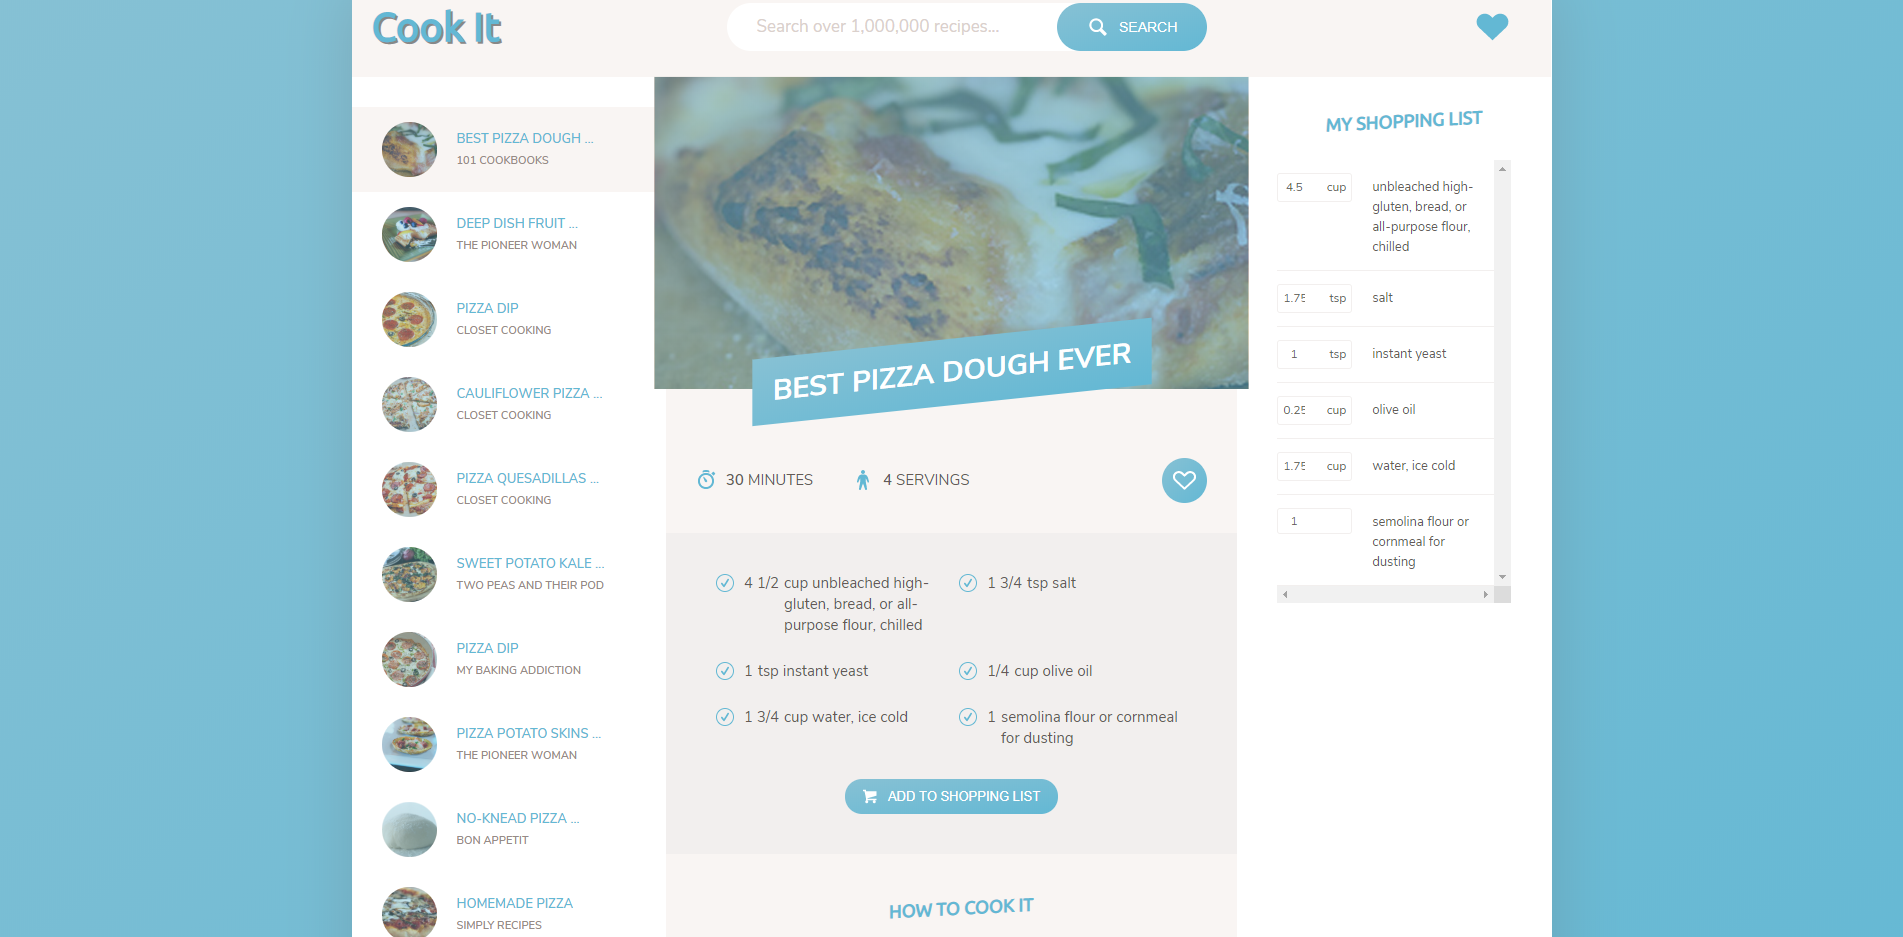 Cook It
Search over 1,000,000 recipes...
SEARCH
BEST PIZZA DOUGH ...
101 COOKBOOKS
DEEP DISH FRUIT ...
THE PIONEER WOMAN
PIZZA DIP
CLOSET COOKING
CAULIFLOWER PIZZA ...
CLOSET COOKING
PIZZA QUESADILLAS ...
CLOSET COOKING
SWEET POTATO KALE ...
TWO PEAS AND THEIR POD
PIZZA DIP
MY BAKING ADDICTION
PIZZA POTATO SKINS ...
THE PIONEER WOMAN
NO-KNEAD PIZZA ...
BON APPETIT
HOMEMADE PIZZA
SIMPLY RECIPES
BEST PIZZA DOUGH EVER
30 MINUTES
4 SERVINGS
4 1/2 cup unbleached high-
gluten, bread, or all-
purpose flour, chilled
1 3/4 tsp salt
1 tsp instant yeast
1/4 cup olive oil
1 3/4 cup water, ice cold
1 semolina flour or cornmeal
for dusting
ADD TO SHOPPING LIST
HOW TO COOK IT
MY SHOPPING LIST
4.5 cup unbleached high-
gluten, bread, or
all-purpose flour,
chilled
1.75 tsp salt
1 tsp instant yeast
0.25 cup olive oil
1.75 cup water, ice cold
1 semolina flour or
cornmeal for
dusting